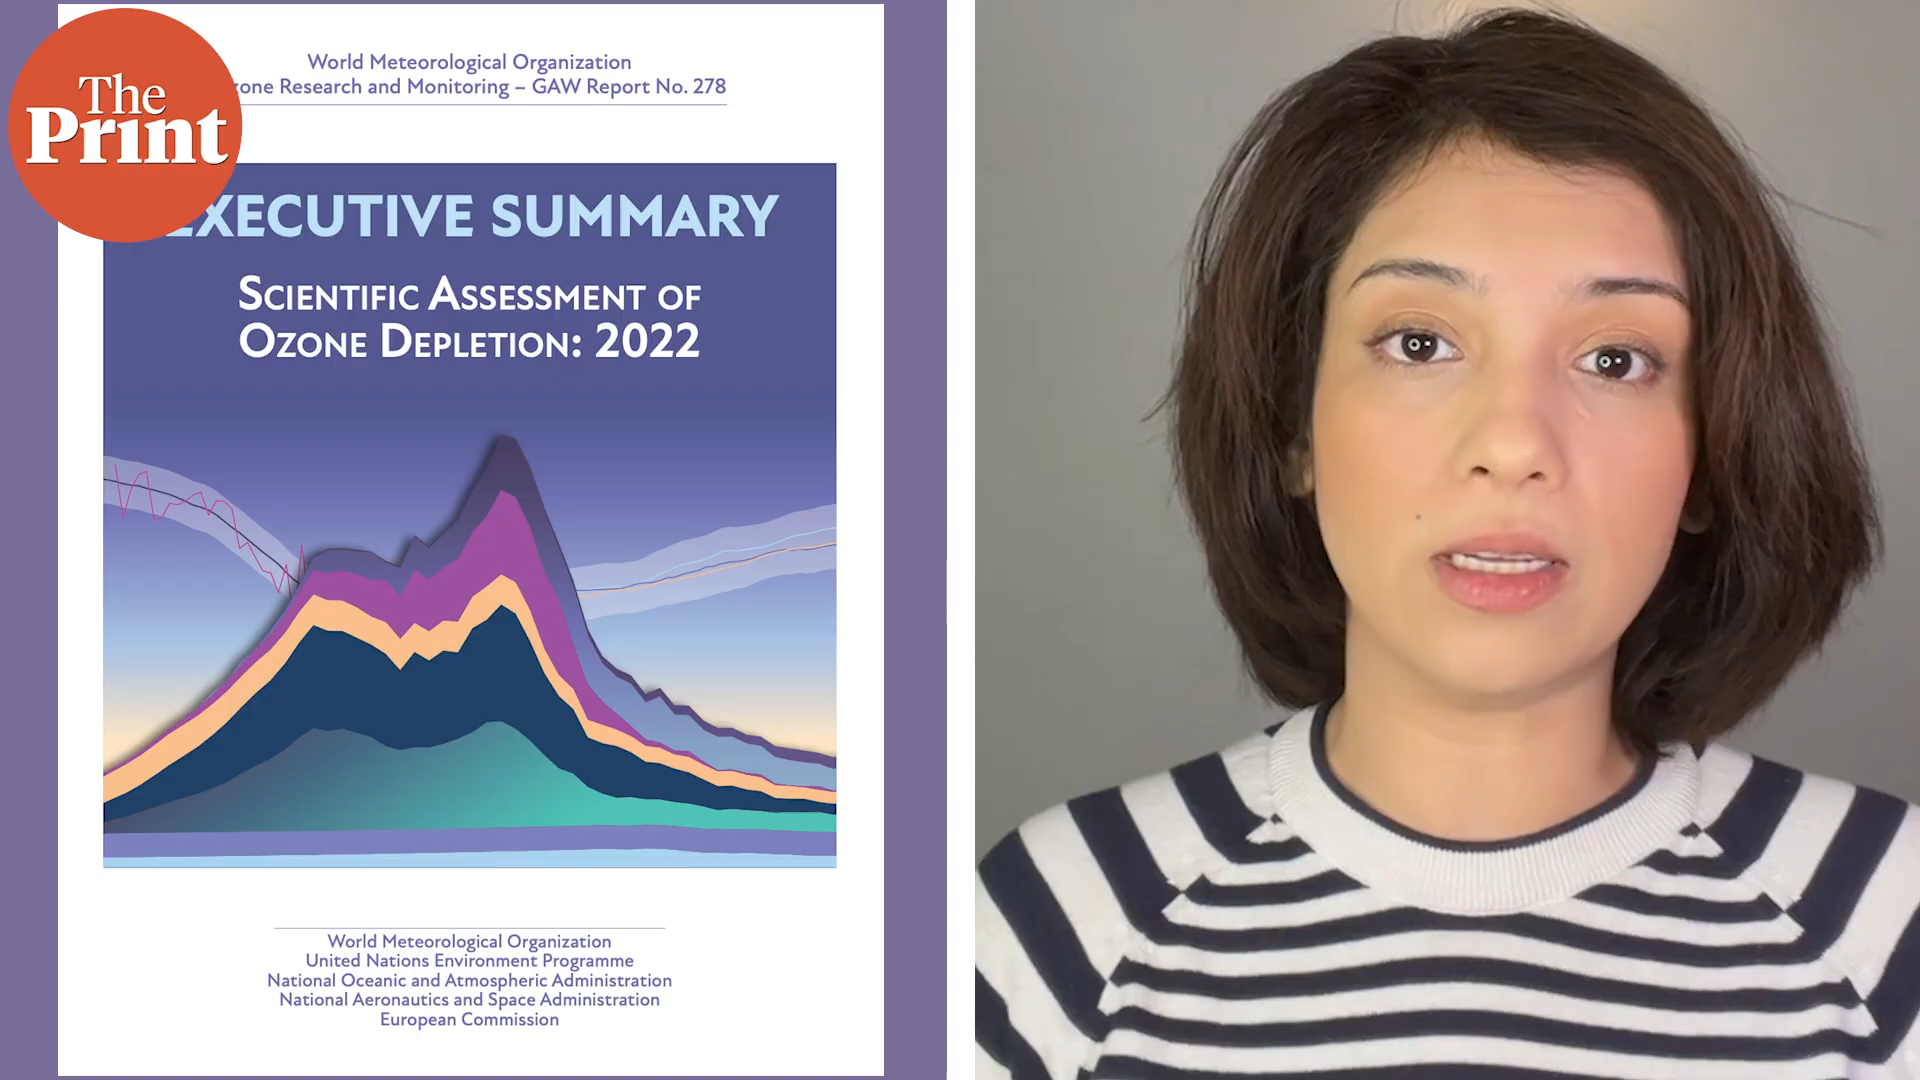 The
Print
World Meteorological Organization
Research and Monitoring – GAW Report No. 278
EXECUTIVE SUMMARY
SCIENTIFIC ASSESSMENT OF
OZONE DEPLETION: 2022
World Meteorological Organization
United Nations Environment Programme
National Oceanic and Atmospheric Administration
National Aeronautics and Space Administration
European Commission